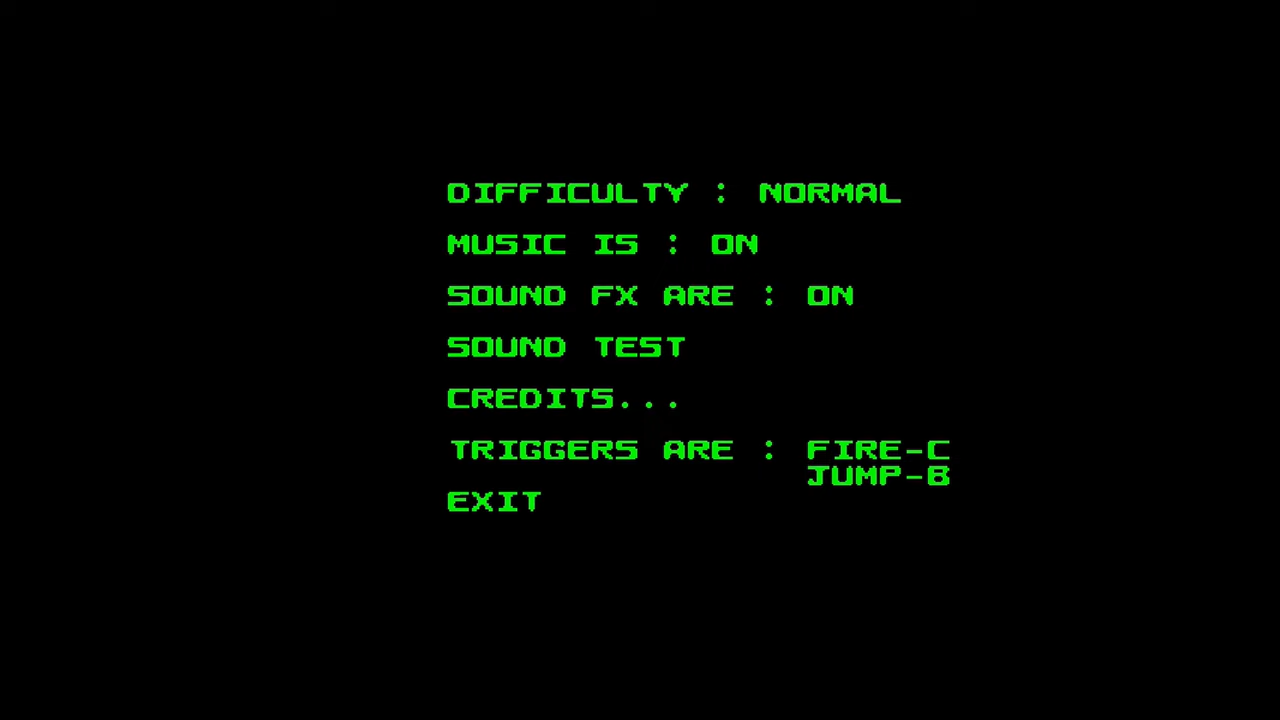 DIFFICULTY : NORMAL
MUSIC IS : ON
SOUND FX ARE : ON
SOUND TEST
CREDITS...
TRIGGERS ARE : FIRE-C
JUMP-B
EXIT